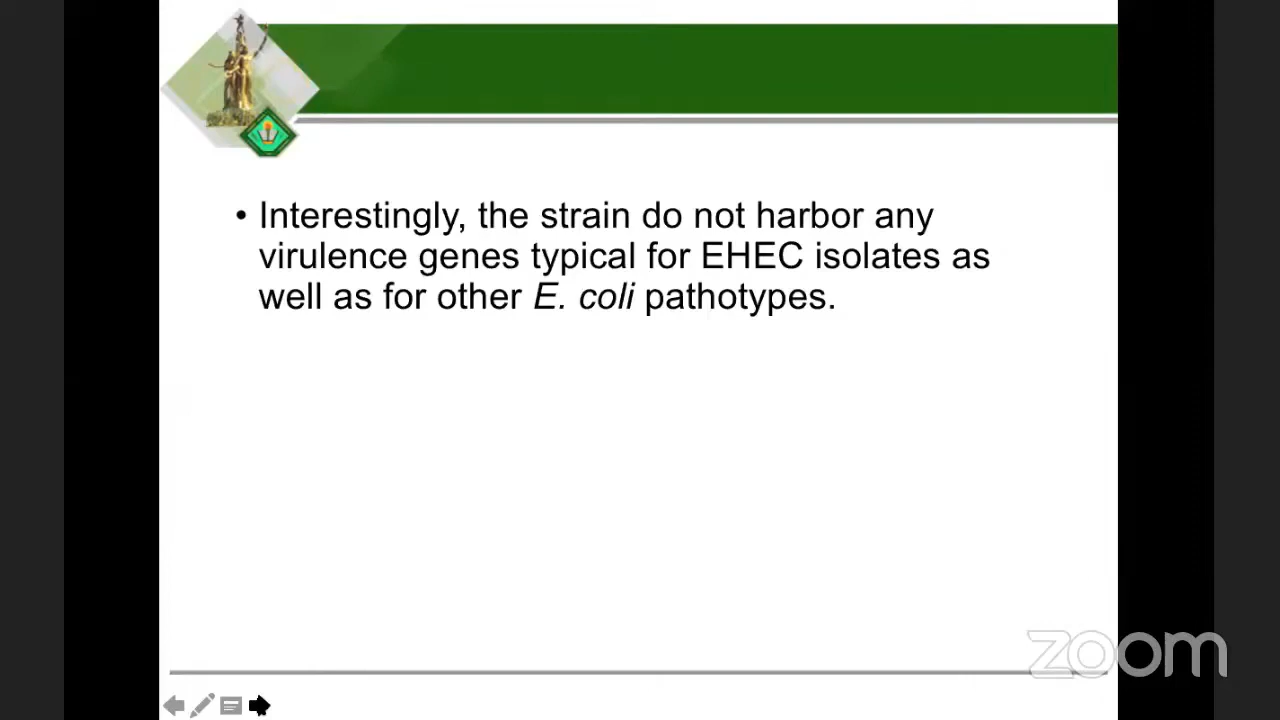 • Interestingly, the strain do not harbor any
virulence genes typical for EHEC isolates as
well as for other E. coli pathotypes.
zoom